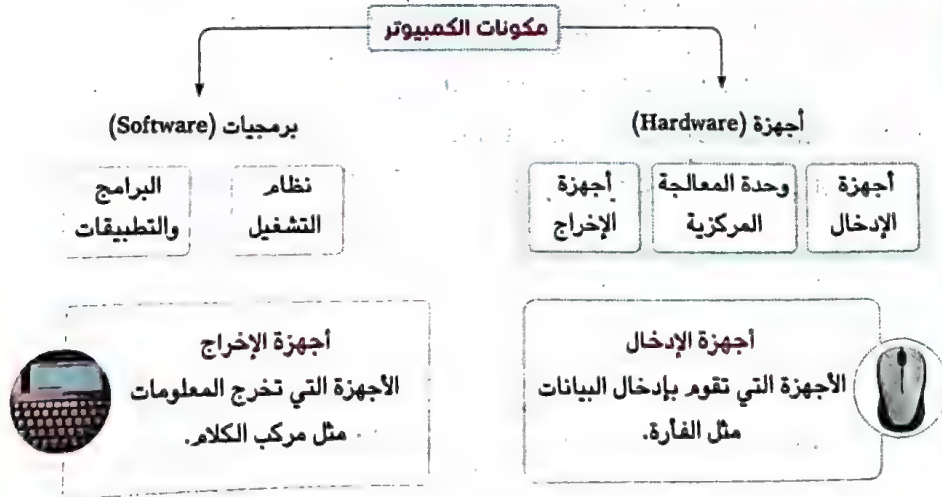 مكونات الكمبيوتر
أجهزة (Hardware)
برمجيات (Software)
أجهزة الإدخال
وحدة المعالجة المركزية
أجهزة الإخراج
نظام التشغيل
البرامج والتطبيقات
أجهزة الإدخال
الأجهزة التي تقوم بإدخال البيانات
مثل الفأرة.
أجهزة الإخراج
الأجهزة التي تخرج المعلومات
مثل مركب الكلام.